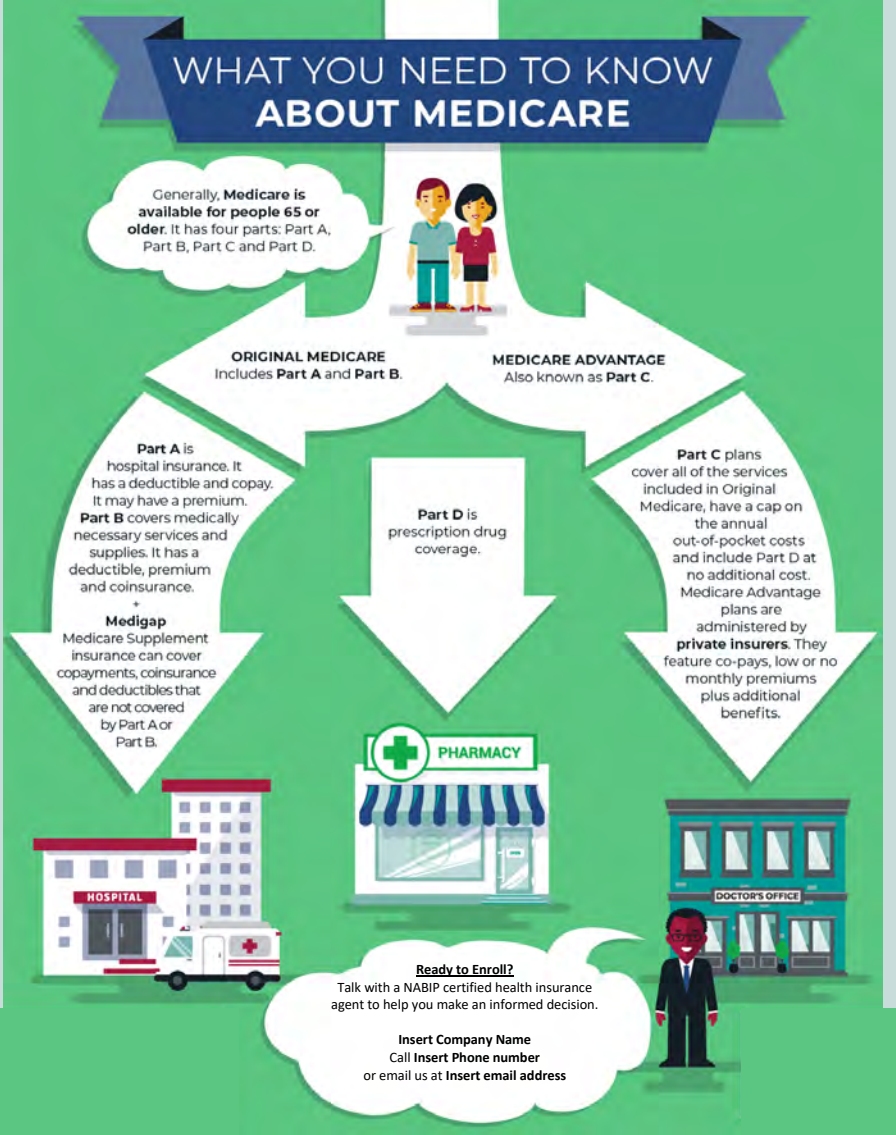 WHAT YOU NEED TO KNOW
ABOUT MEDICARE
Generally, Medicare is
available for people 65 or
older. It has four parts: Part A,
Part B, Part C and Part D.
ORIGINAL MEDICARE
Includes Part A and Part B.
MEDICARE ADVANTAGE
Also known as Part C.
Part A is
hospital insurance. It
has a deductible and copay.
It may have a premium.
Part B covers medically
necessary services and
supplies. It has a
deductible, premium
and coinsurance.
+
Medigap
Medicare Supplement
insurance can cover
copayments, coinsurance
and deductibles that
are not covered
by Part A or
Part B.
Part D is
prescription drug
coverage.
Part C plans
cover all of the services
included in Original
Medicare, have a cap on
the annual
out-of-pocket costs
and include Part D at
no additional cost.
Medicare Advantage
plans are
administered by
private insurers. They
feature co-pays, low or no
monthly premiums
plus additional
benefits.
PHARMACY
HOSPITAL
DOCTOR'S OFFICE
Ready to Enroll?
Talk with a NABIP certified health insurance
agent to help you make an informed decision.
Insert Company Name
Call Insert Phone number
or email us at Insert email address